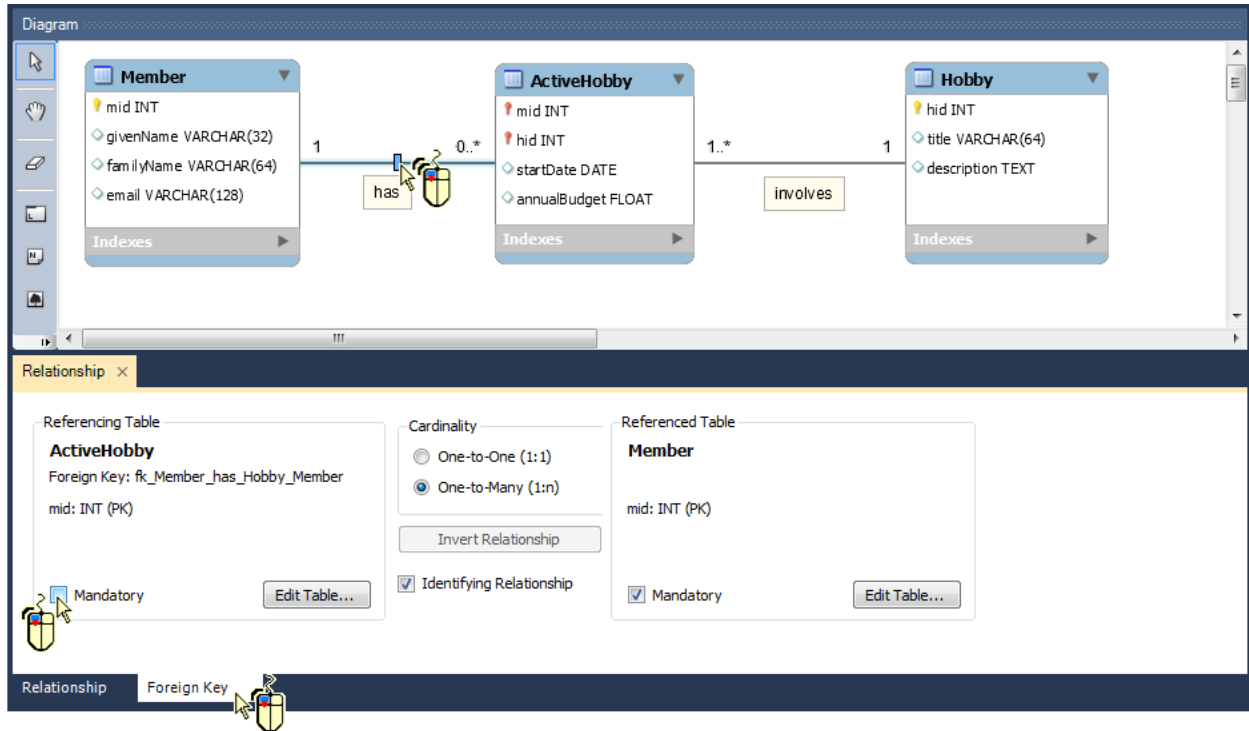 Diagram
Member
mid INT
givenName VARCHAR(32)
familyName VARCHAR(64)
email VARCHAR(128)
Indexes
1
0..*
has
ActiveHobby
mid INT
hid INT
startDate DATE
annualBudget FLOAT
Indexes
1..*
1
involves
Hobby
hid INT
title VARCHAR(64)
description TEXT
Indexes
Relationship
Referencing Table
ActiveHobby
Foreign Key: fk_Member_has_Hobby_Member
mid: INT (PK)
Mandatory
Edit Table...
Cardinality
One-to-One (1:1)
One-to-Many (1:n)
Invert Relationship
Identifying Relationship
Referenced Table
Member
mid: INT (PK)
Mandatory
Edit Table...
Relationship
Foreign Key